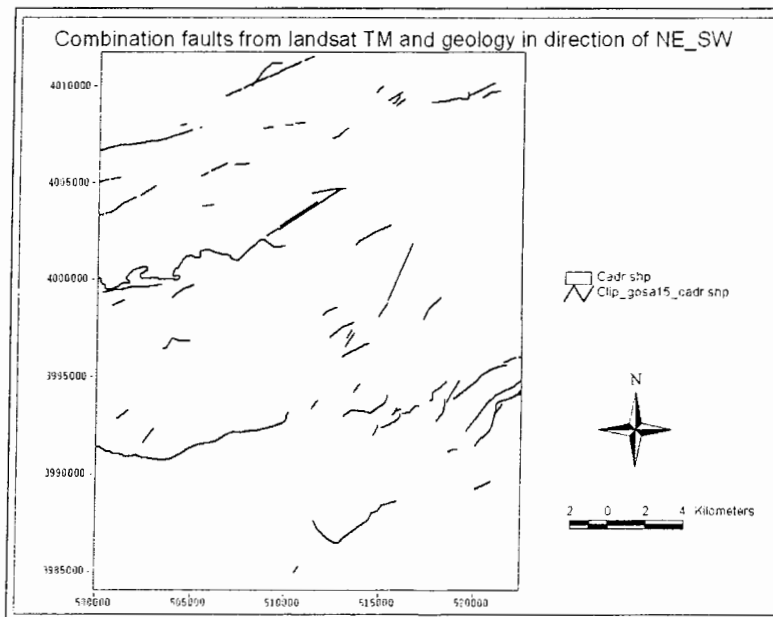 Combination faults from landsat TM and geology in direction of NE_SW
4010000
4005000
4000000
3995000
3990000
3985000
500000
505000
510000
515000
520000
Cadr.shp
Clip_gosa15_cadr.shp
N
2 0 2 4 Kilometers